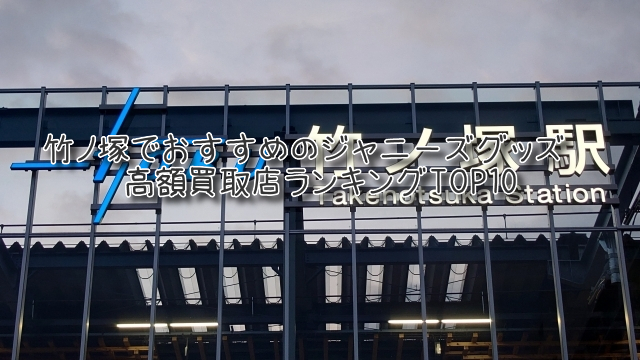 竹ノ塚でおすすめのジャニーズグッズ
高額買取店ランキングTOP10
竹ノ塚駅
Takenotsuka Station